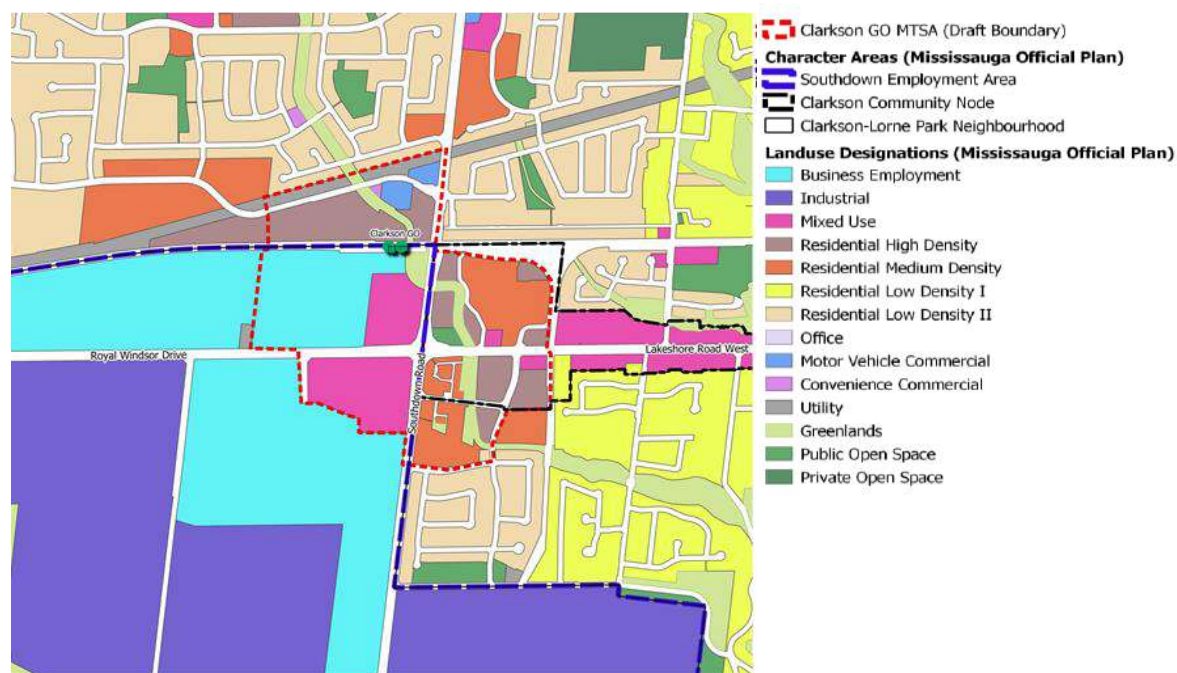 Clarkson GO
Royal Windsor Drive
Lakeshore Road West
Southdown Road
Clarkson GO MTSA (Draft Boundary)
Character Areas (Mississauga Official Plan)
Southdown Employment Area
Clarkson Community Node
Clarkson-Lorne Park Neighbourhood
Landuse Designations (Mississauga Official Plan)
Business Employment
Industrial
Mixed Use
Residential High Density
Residential Medium Density
Residential Low Density I
Residential Low Density II
Office
Motor Vehicle Commercial
Convenience Commercial
Utility
Greenlands
Public Open Space
Private Open Space